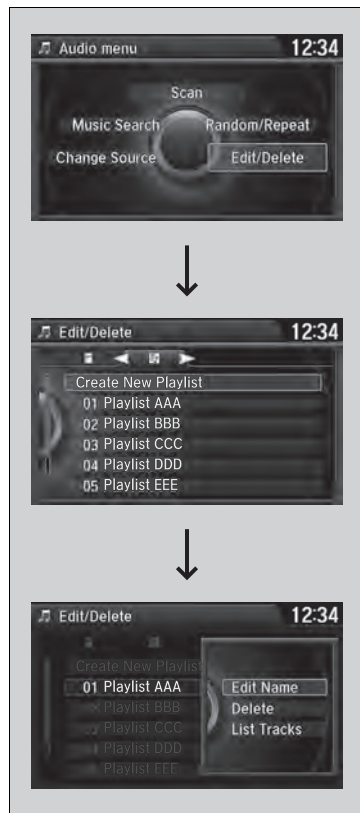 Audio menu 12:34
Scan
Music Search Random/Repeat
Change Source Edit/Delete
Edit/Delete 12:34
Create New Playlist
01 Playlist AAA
02 Playlist BBB
03 Playlist CCC
04 Playlist DDD
05 Playlist EEE
Edit/Delete 12:34
Create New Playlist
01 Playlist AAA Edit Name
Playlist BBB Delete
03 Playlist CCC List Tracks
Playlist DDD
Playlist EEE